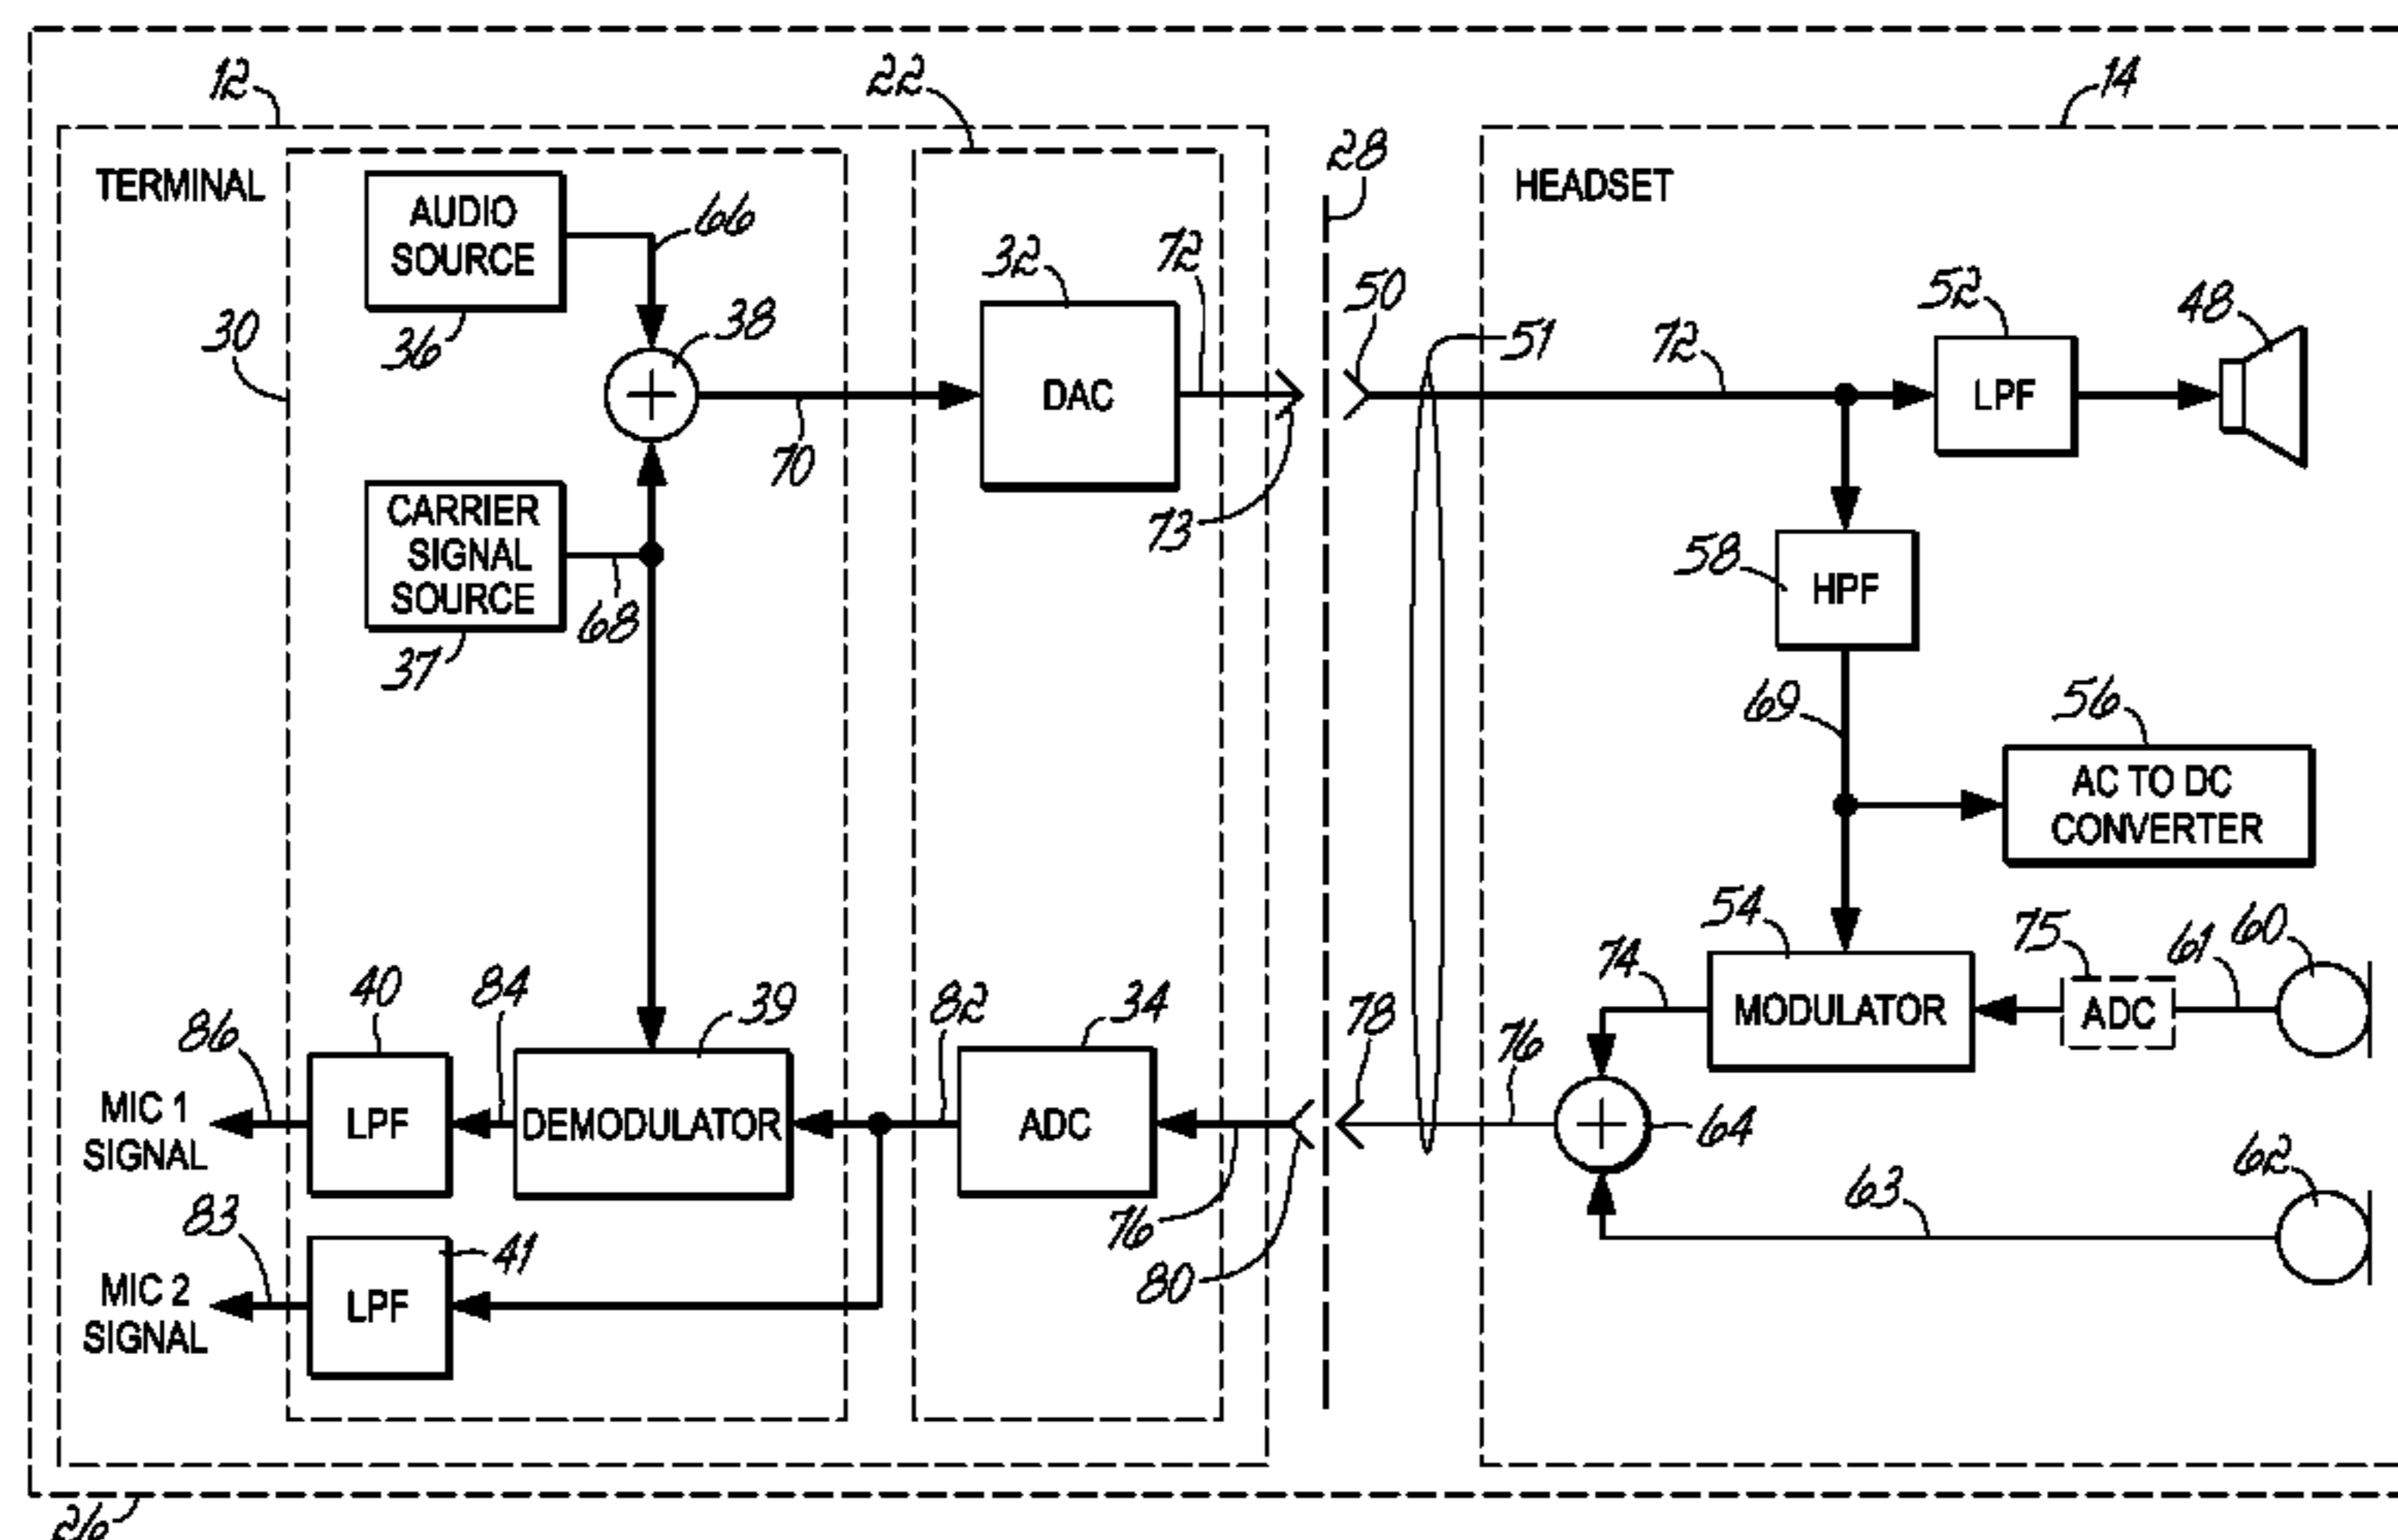 12
22
14
28
TERMINAL
HEADSET
AUDIO
SOURCE
66
32
72
50
52
48
30
36
38
51
72
DAC
LPF
70
73
CARRIER
SIGNAL
SOURCE
58
HPF
68
37
69
56
AC TO DC
CONVERTER
54
75
61
60
40
84
39
82
34
78
74
MODULATOR
ADC
86
76
MIC 1
SIGNAL
LPF
DEMODULATOR
ADC
64
62
83
41
76
63
80
MIC 2
SIGNAL
LPF
26